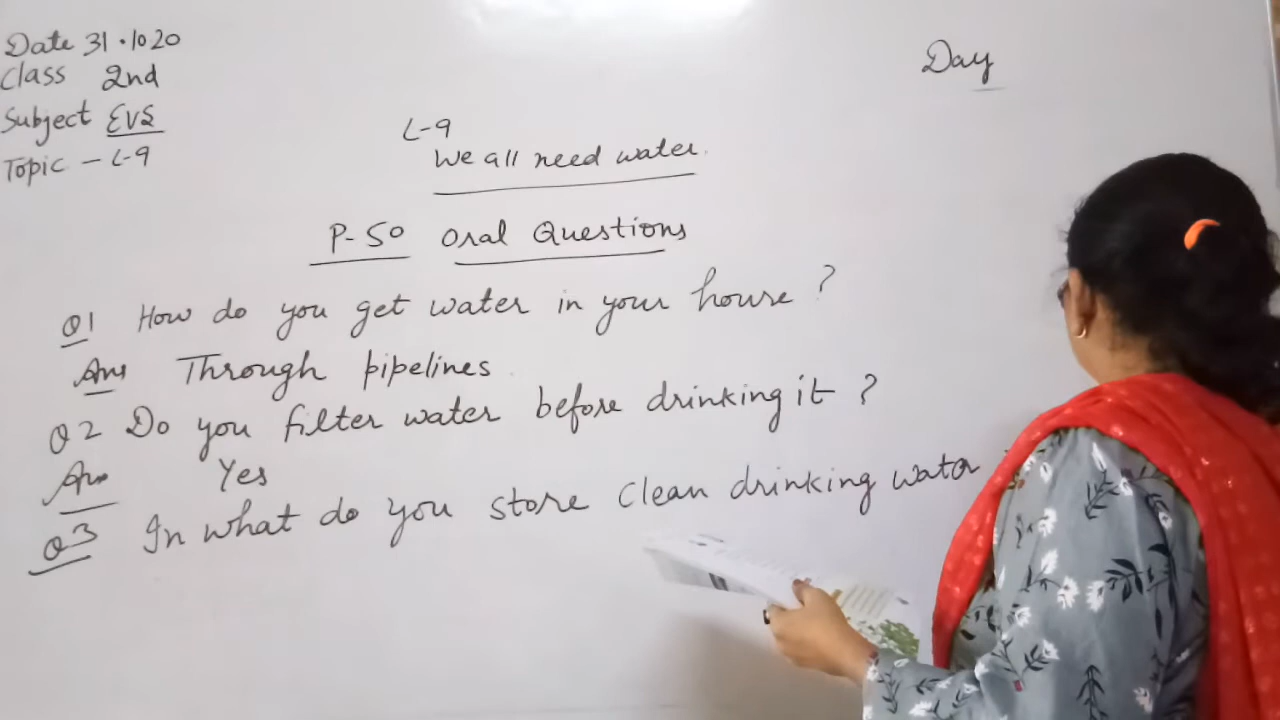 Date 31.10 20
Class 2nd
Subject EVS
Topic - L-9
Day
L-9
We all need water.
P-50 Oral Questions
Q1 How do you get water in your house?
Ans Through pipelines
Q2 Do you filter water before drinking it?
Ans Yes
Q3 In what do you store clean drinking water